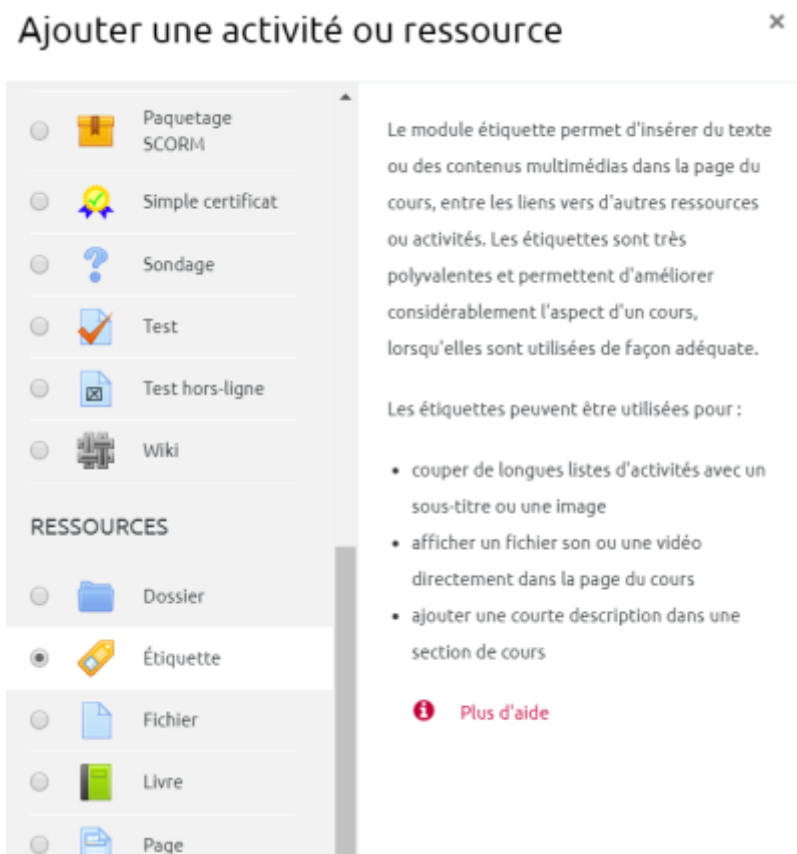 Ajouter une activité ou ressource
×
Paquetage
SCORM
Simple certificat
Sondage
Test
Test hors-ligne
Wiki
RESSOURCES
Dossier
Étiquette
Fichier
Livre
Page
Le module étiquette permet d'insérer du texte
ou des contenus multimédias dans la page du
cours, entre les liens vers d'autres ressources
ou activités. Les étiquettes sont très
polyvalentes et permettent d'améliorer
considérablement l'aspect d'un cours,
lorsqu'elles sont utilisées de façon adéquate.
Les étiquettes peuvent être utilisées pour :
• couper de longues listes d'activités avec un
sous-titre ou une image
• afficher un fichier son ou une vidéo
directement dans la page du cours
• ajouter une courte description dans une
section de cours
Plus d'aide